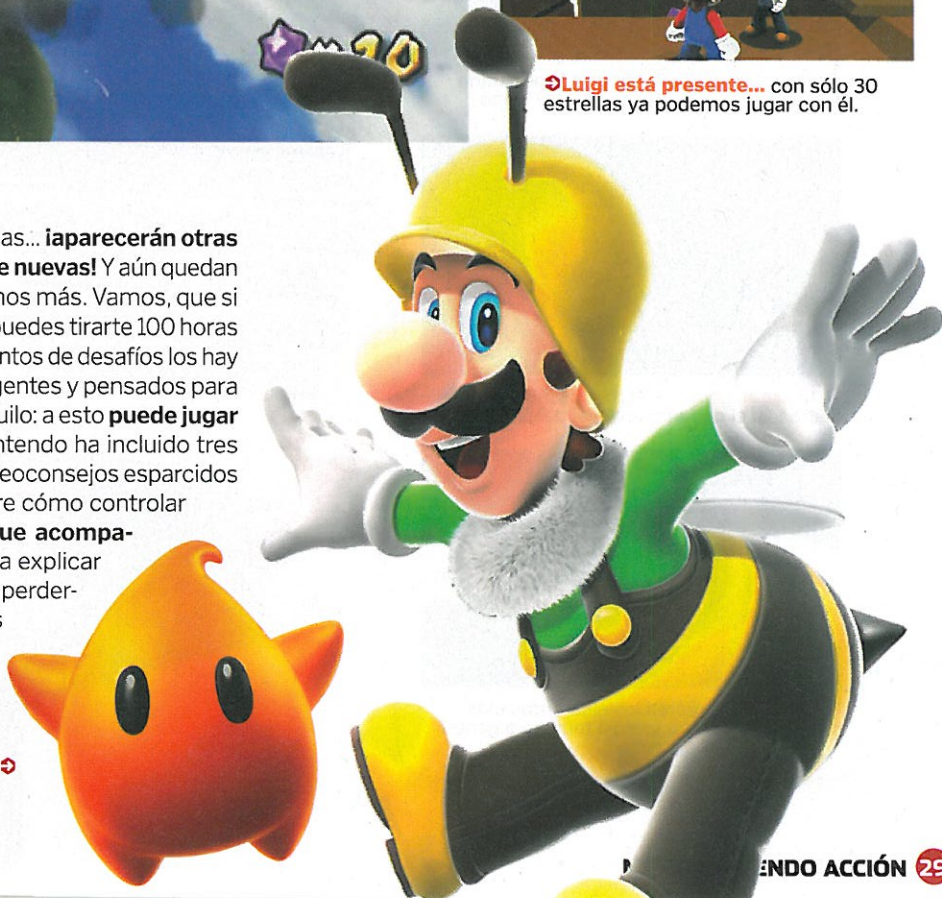 10
Luigi está presente... con sólo 30
estrellas ya podemos jugar con él.
as... ¡aparecerán otras
e nuevas! Y aún quedan
nos más. Vamos, que si
puedes tirarte 100 horas
ntos de desafíos los hay
gentes y pensados para
uilo: a esto puede jugar
ntendo ha incluido tres
eoconsejos esparcidos
re cómo controlar
ue acompa-
a explicar
perder-
s
ENDO ACCIÓN 29